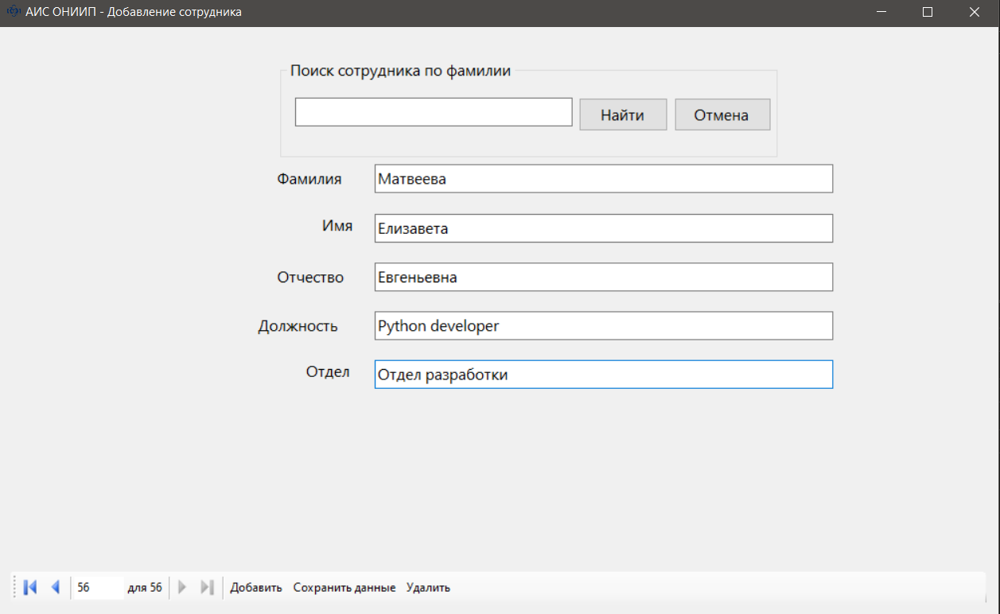 АИС ОНИИП - Добавление сотрудника
Поиск сотрудника по фамилии
Найти Отмена
Фамилия Матвеева
Имя Елизавета
Отчество Евгеньевна
Должность Python developer
Отдел Отдел разработки
56 для 56 Добавить Сохранить данные Удалить